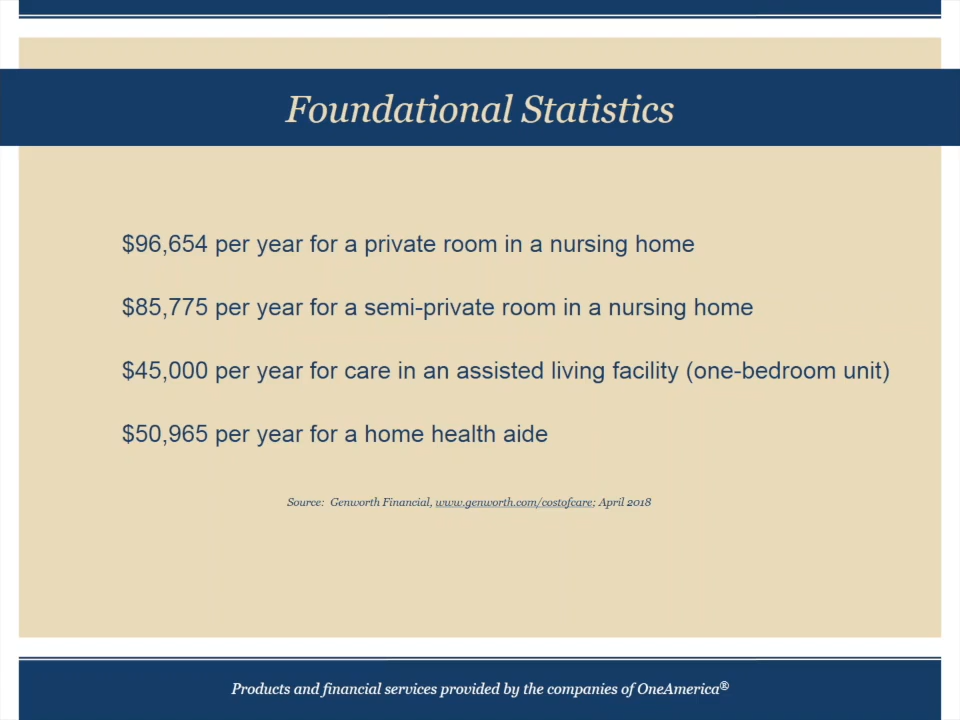 Foundational Statistics
$96,654 per year for a private room in a nursing home
$85,775 per year for a semi-private room in a nursing home
$45,000 per year for care in an assisted living facility (one-bedroom unit)
$50,965 per year for a home health aide
Source:  Genworth Financial, www.genworth.com/costofcare; April 2018
Products and financial services provided by the companies of OneAmerica®